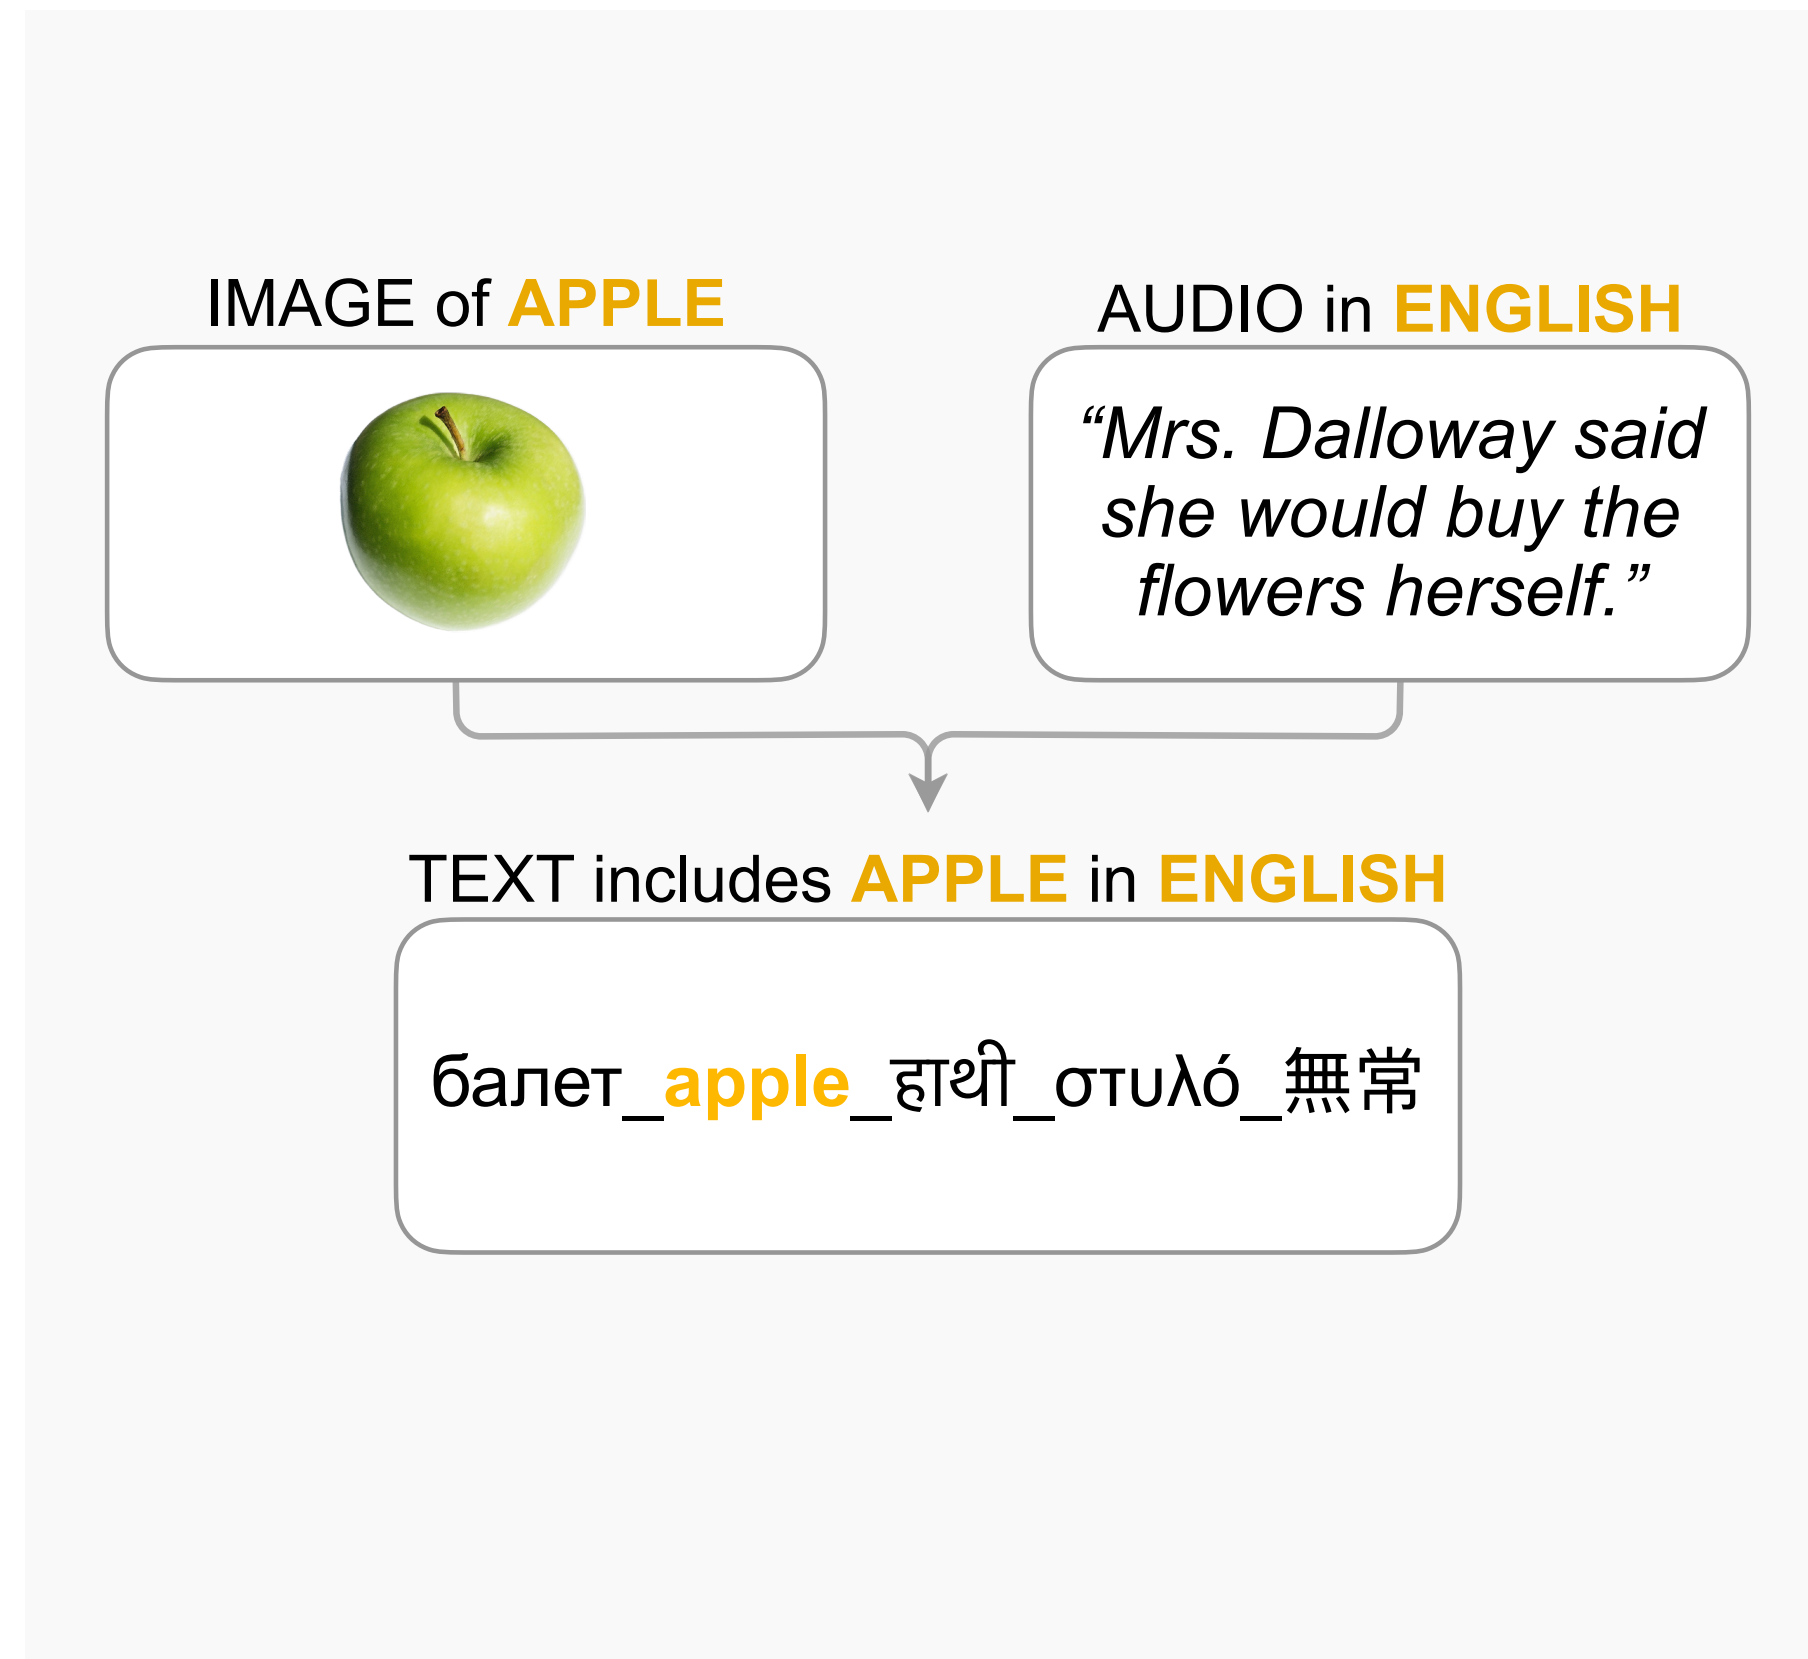 IMAGE of APPLE
AUDIO in ENGLISH
“Mrs. Dalloway said
she would buy the
flowers herself.”
TEXT includes APPLE in ENGLISH
балет_apple_हाथी_στυλό_無常